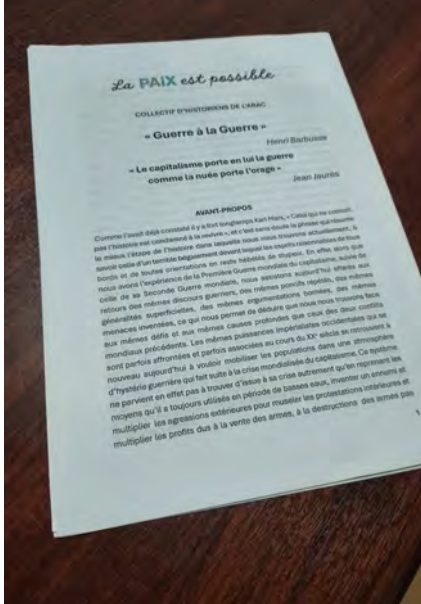 La PAIX est possible
COLLECTIF D'HISTORIENS DE L'ARAC
« Guerre à la Guerre »
Henri Barbusse
« Le capitalisme porte en lui la guerre
comme la nuée porte l'orage »
Jean Jaurès
AVANT-PROPOS
Comme l'avait déjà constaté il y a fort longtemps Karl Marx, « Celui qui ne connait
pas l'histoire est condamné à la revivre », et c'est sans doute la phrase qui résume
le mieux l'étape de l'histoire dans laquelle nous nous trouvons actuellement, à
savoir celle d'un terrible bégaiement devant lequel les esprits raisonnables de tous
bords et de toutes orientations en reste hébétés de stupeur. En effet alors que
nous avons l'expérience de la Première Guerre mondiale du capitalisme, suivie de
celle de sa Seconde Guerre mondiale, nous assistons aujourd'hui effarés aux
retours des mêmes discours guerriers, des mêmes poncifs répétés, des mêmes
généralités superficielles, des mêmes argumentations bornées, des mêmes
menaces inventées, ce qui nous permet de déduire que nous nous trouvons face
aux mêmes défis et aux mêmes causes profondes que ceux des deux conflits
mondiaux précédents. Les mêmes puissances impérialistes occidentales qui se
sont parfois affrontées et parfois associées au cours du XXe siècle se retrouvent à
nouveau aujourd'hui à vouloir mobiliser les populations dans une atmosphère
d'hystérie guerrière qui fait suite à la crise mondialisée du capitalisme. Ce système
ne parvient en effet pas à trouver d'issue à sa crise autrement qu'en reprenant les
moyens qu'il a toujours utilisés en période de basses eaux, inventer un ennemi et
multiplier les agressions extérieures pour museler les protestations intérieures et
multiplier les profits dus à la vente des armes, à la destructions des armes pas
1